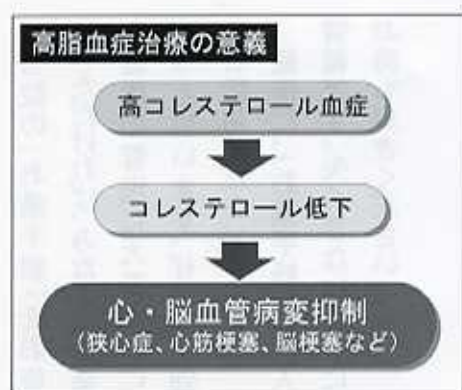 高脂血症治療の意義
高コレステロール血症
コレステロール低下
心・脳血管病変抑制
（狭心症、心筋梗塞、脳梗塞など）